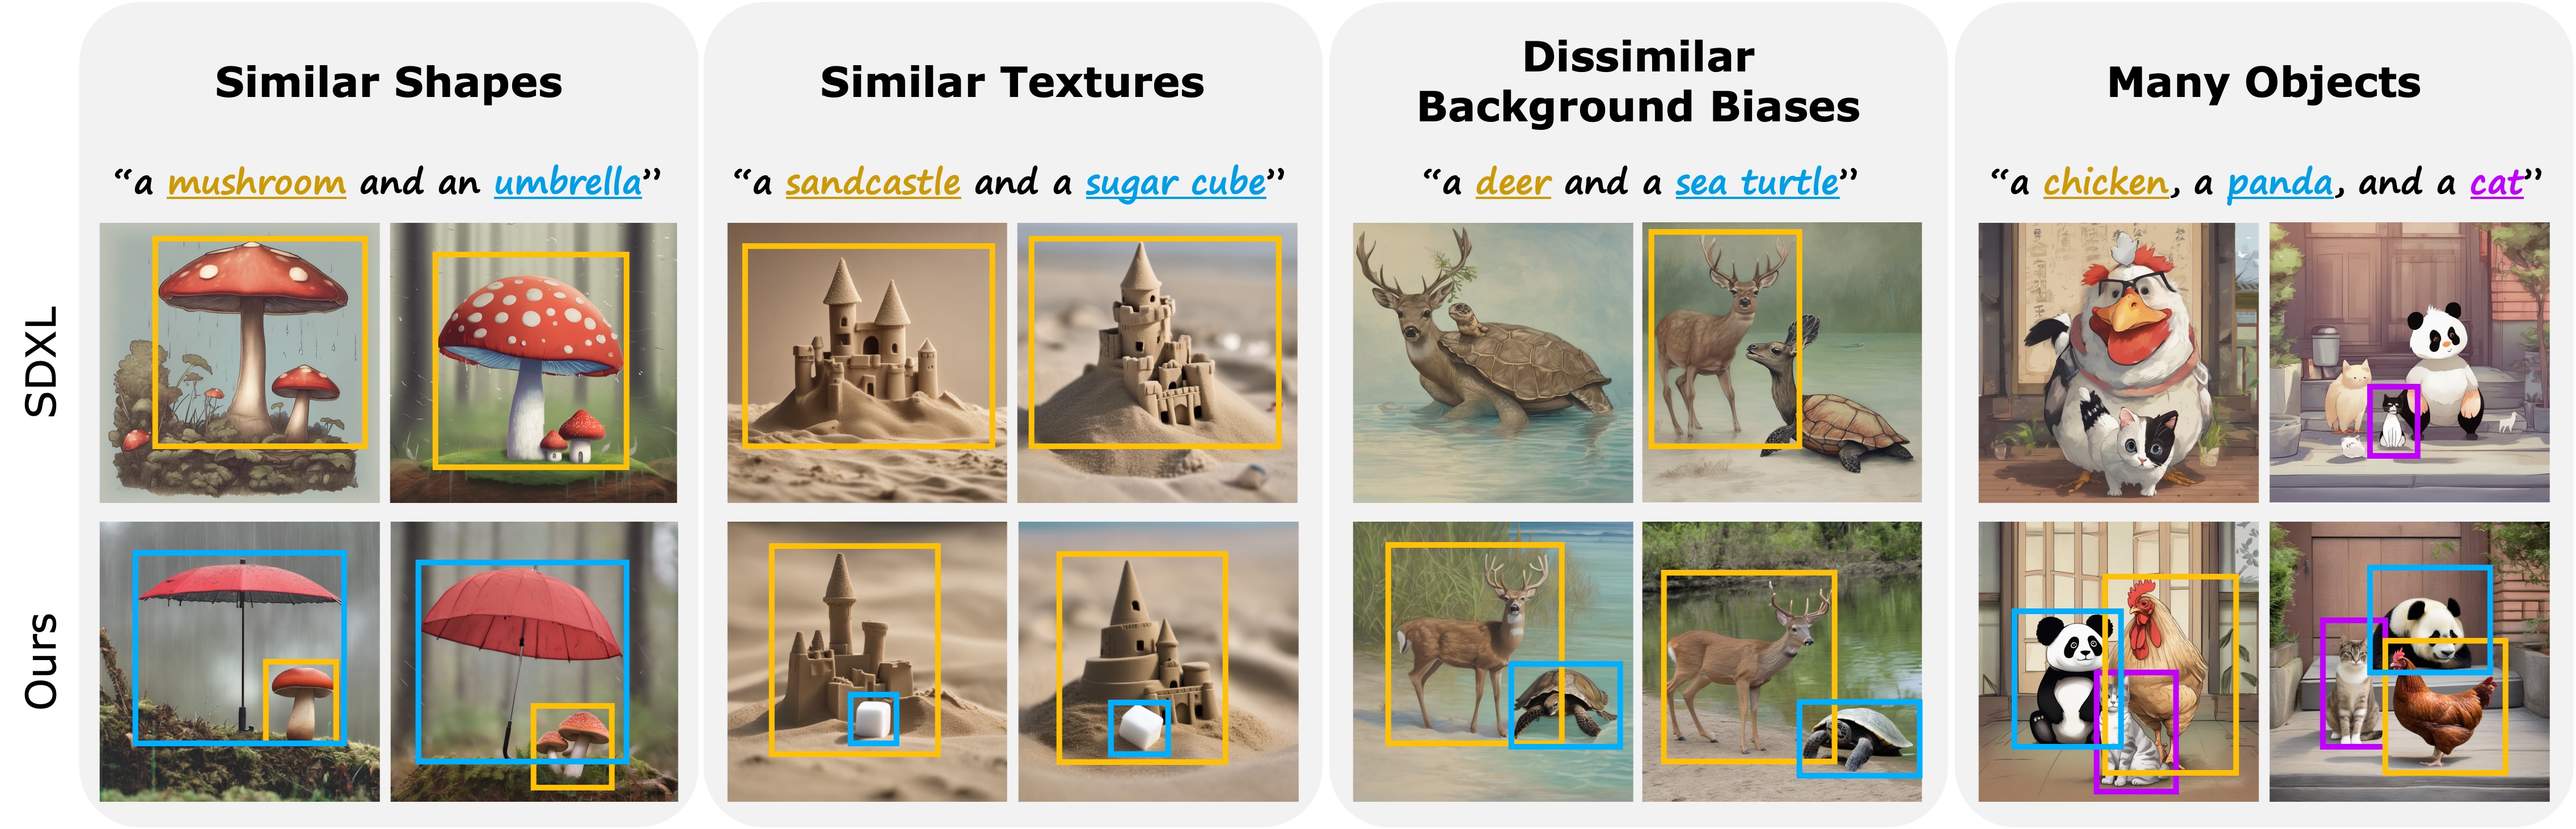 Similar Shapes
“a mushroom and an umbrella”
Similar Textures
“a sandcastle and a sugar cube”
Dissimilar
Background Biases
“a deer and a sea turtle”
Many Objects
“a chicken, a panda, and a cat”
SDXL
Ours